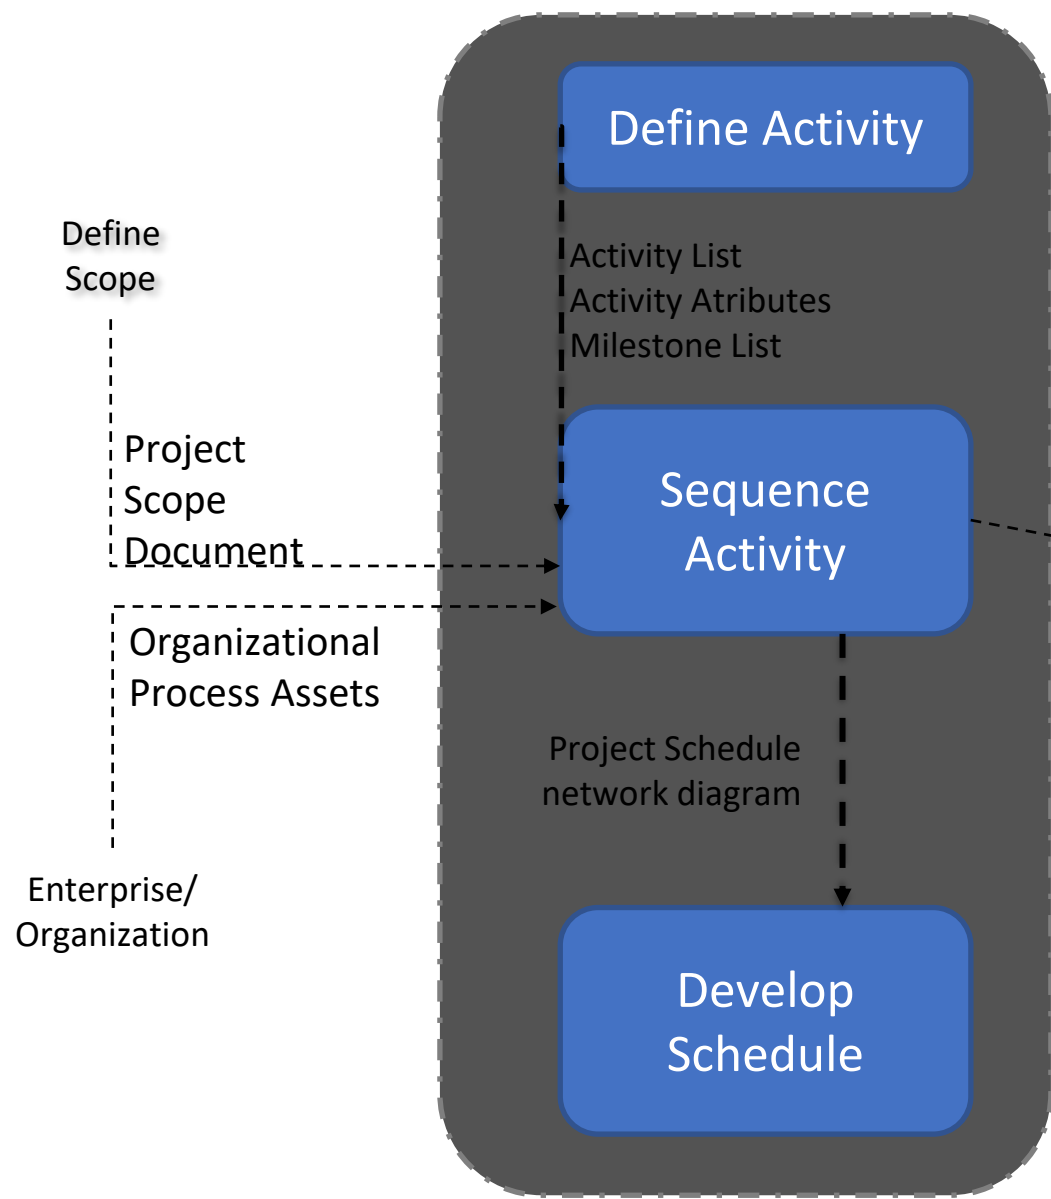 Define Activity
Define
Scope
Activity List
Activity Atributes
Milestone List
Project
Scope
Document
Sequence
Activity
Organizational
Process Assets
Project Schedule
network diagram
Enterprise/
Organization
Develop
Schedule